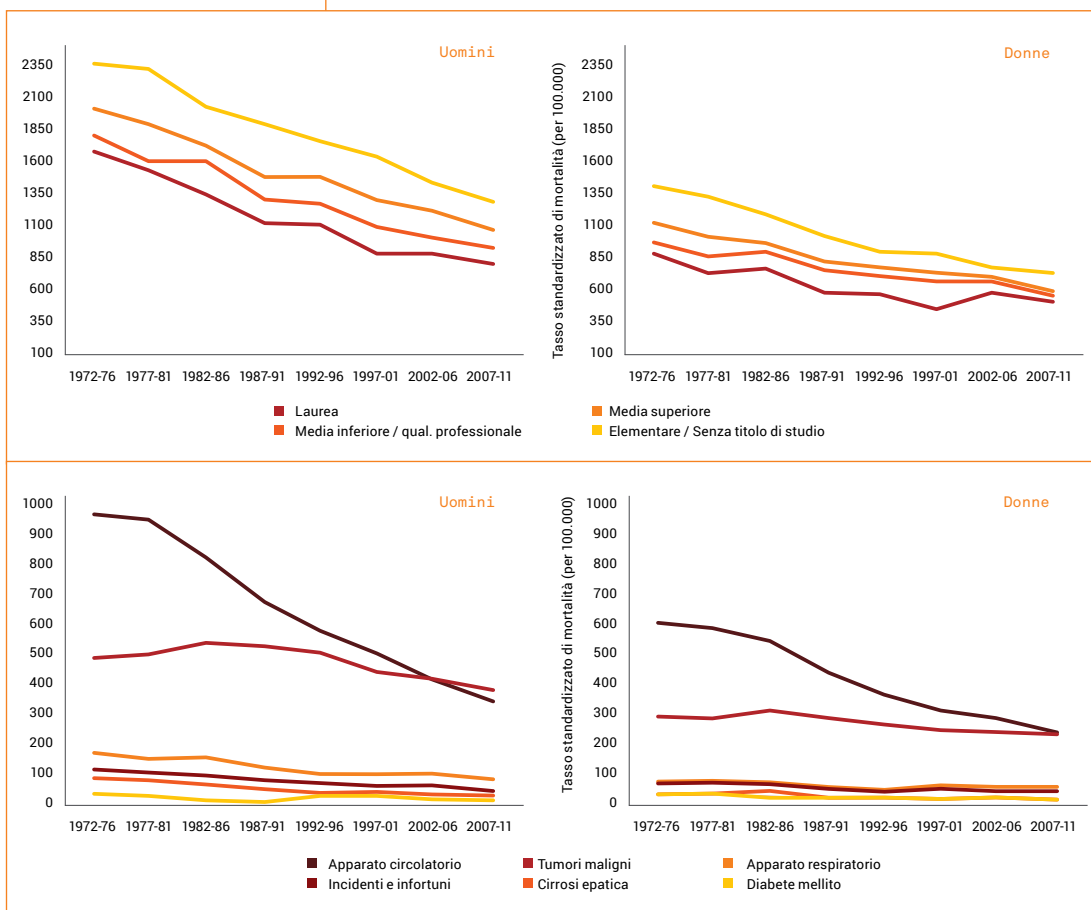 Uomini
2350
2100
1850
1600
1350
1100
850
600
350
100
1972-76 1977-81 1982-86 1987-91 1992-96 1997-01 2002-06 2007-11
Donne
Tasso standardizzato di mortalità (per 100.000)
2350
2100
1850
1600
1350
1100
850
600
350
100
1972-76 1977-81 1982-86 1987-91 1992-96 1997-01 2002-06 2007-11
Laurea
Media superiore
Media inferiore / qual. professionale
Elementare / Senza titolo di studio
Uomini
1000
900
800
700
600
500
400
300
200
100
0
1972-76 1977-81 1982-86 1987-91 1992-96 1997-01 2002-06 2007-11
Donne
Tasso standardizzato di mortalità (per 100.000)
1000
900
800
700
600
500
400
300
200
100
0
1972-76 1977-81 1982-86 1987-91 1992-96 1997-01 2002-06 2007-11
Apparato circolatorio
Tumori maligni
Apparato respiratorio
Incidenti e infortuni
Cirrosi epatica
Diabete mellito